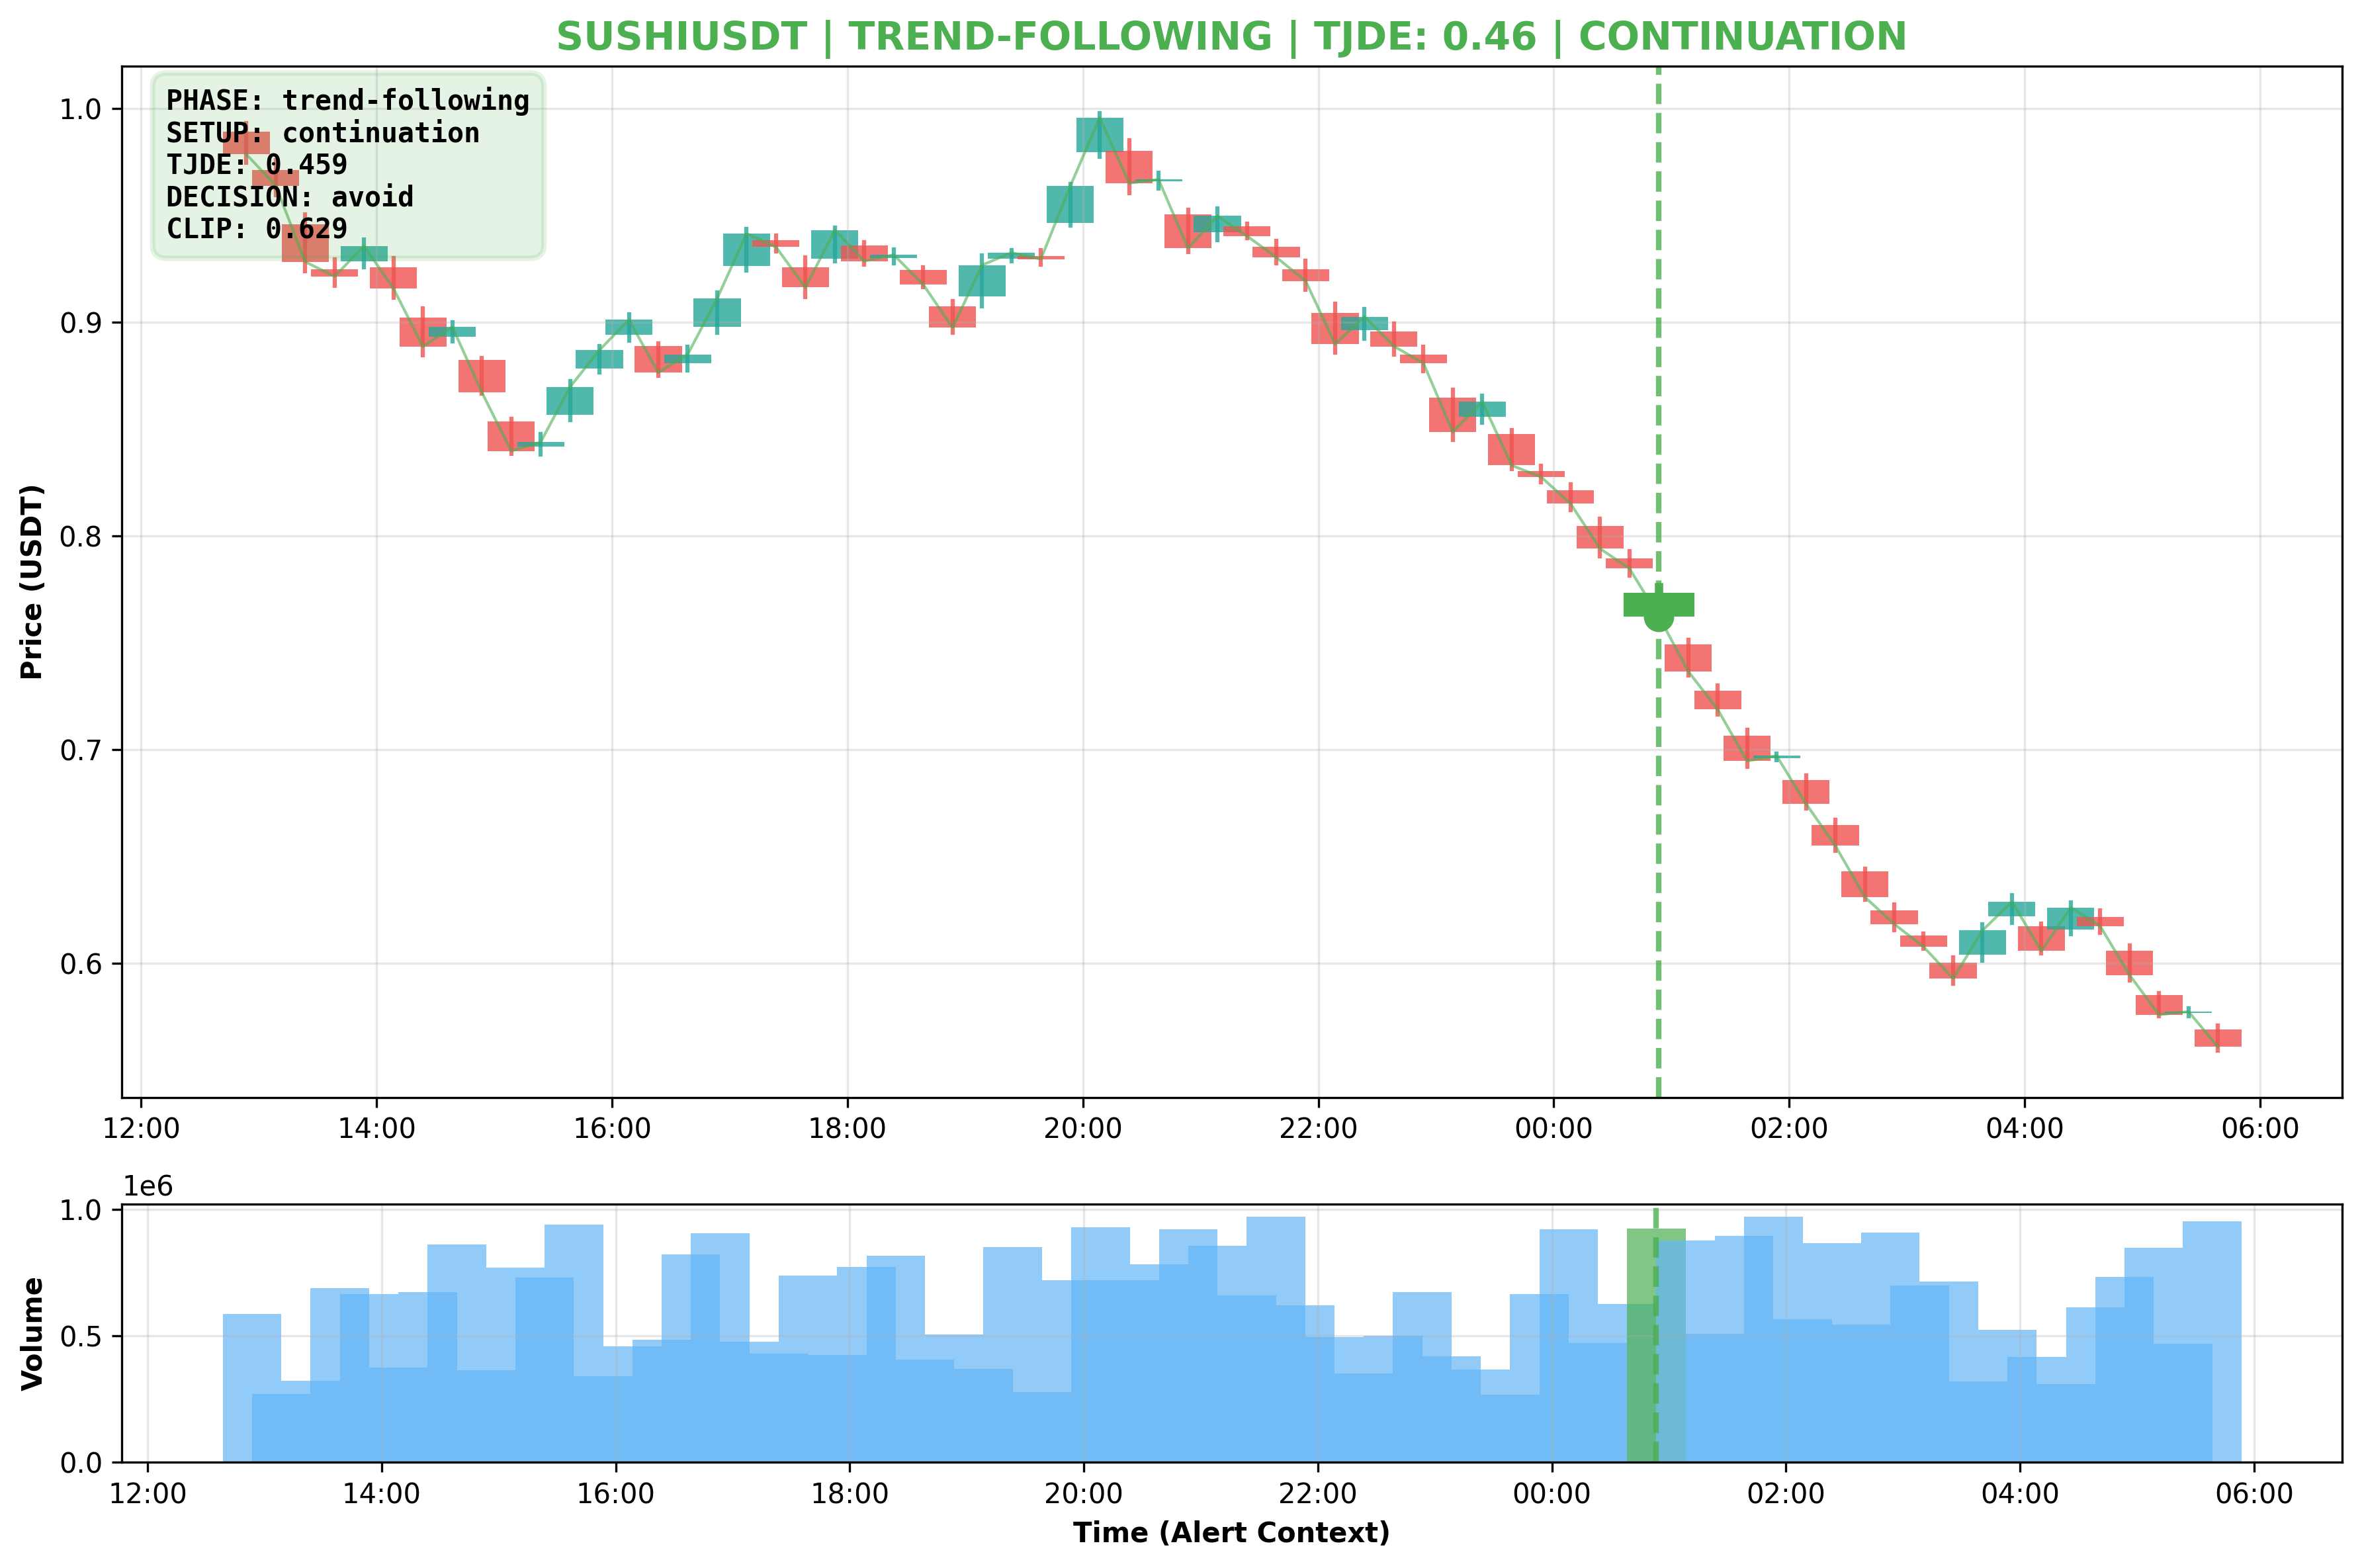 SUSHIUSDT | TREND-FOLLOWING | TJDE: 0.46 | CONTINUATION
PHASE: trend-following
SETUP: continuation
TJDE: 0.459
DECISION: avoid
CLIP: 0.629
Price (USDT)
1.0
0.9
0.8
0.7
0.6
12:00 14:00 16:00 18:00 20:00 22:00 00:00 02:00 04:00 06:00
1e6
Volume
1.0
0.5
0.0
12:00 14:00 16:00 18:00 20:00 22:00 00:00 02:00 04:00 06:00
Time (Alert Context)